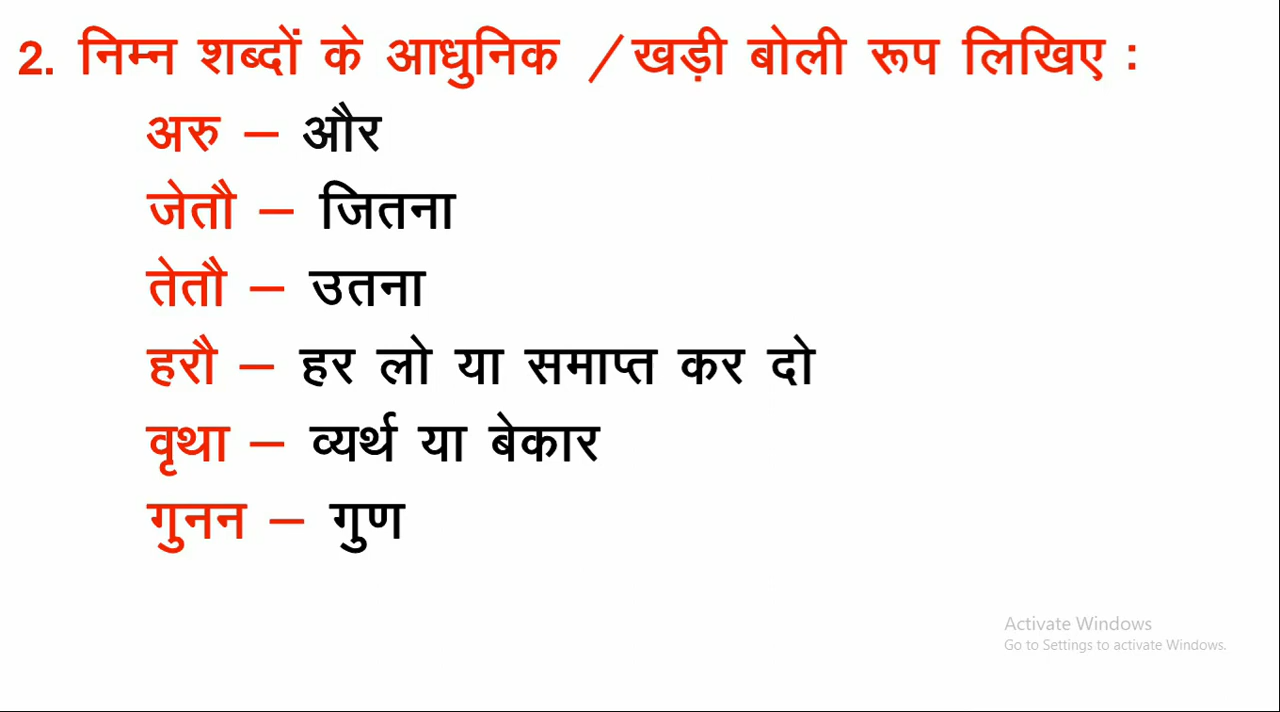 2. निम्न शब्दों के आधुनिक /खड़ी बोली रूप लिखिए :
अरु – और
जेतौ – जितना
तेतौ – उतना
हरौ – हर लो या समाप्त कर दो
वृथा – व्यर्थ या बेकार
गुनन – गुण
Activate Windows
Go to Settings to activate Windows.